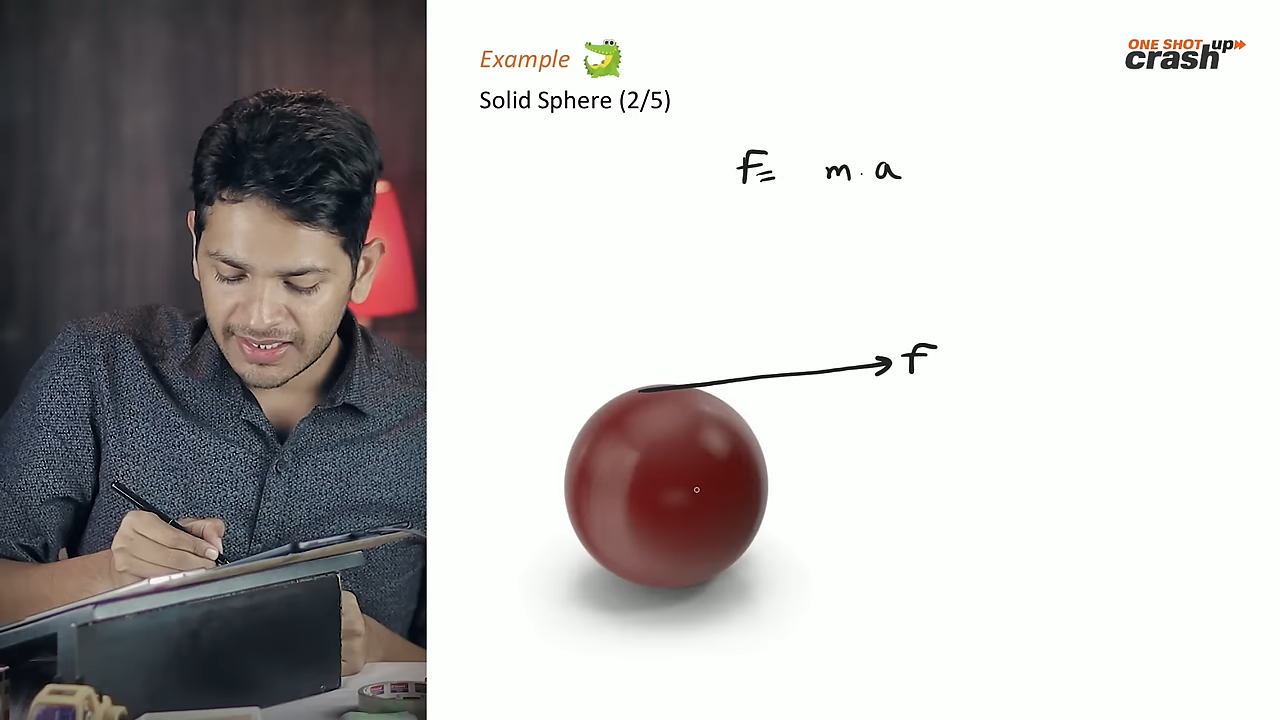 Example
Solid Sphere (2/5)
ONE SHOT
crash up
F= m.a
F